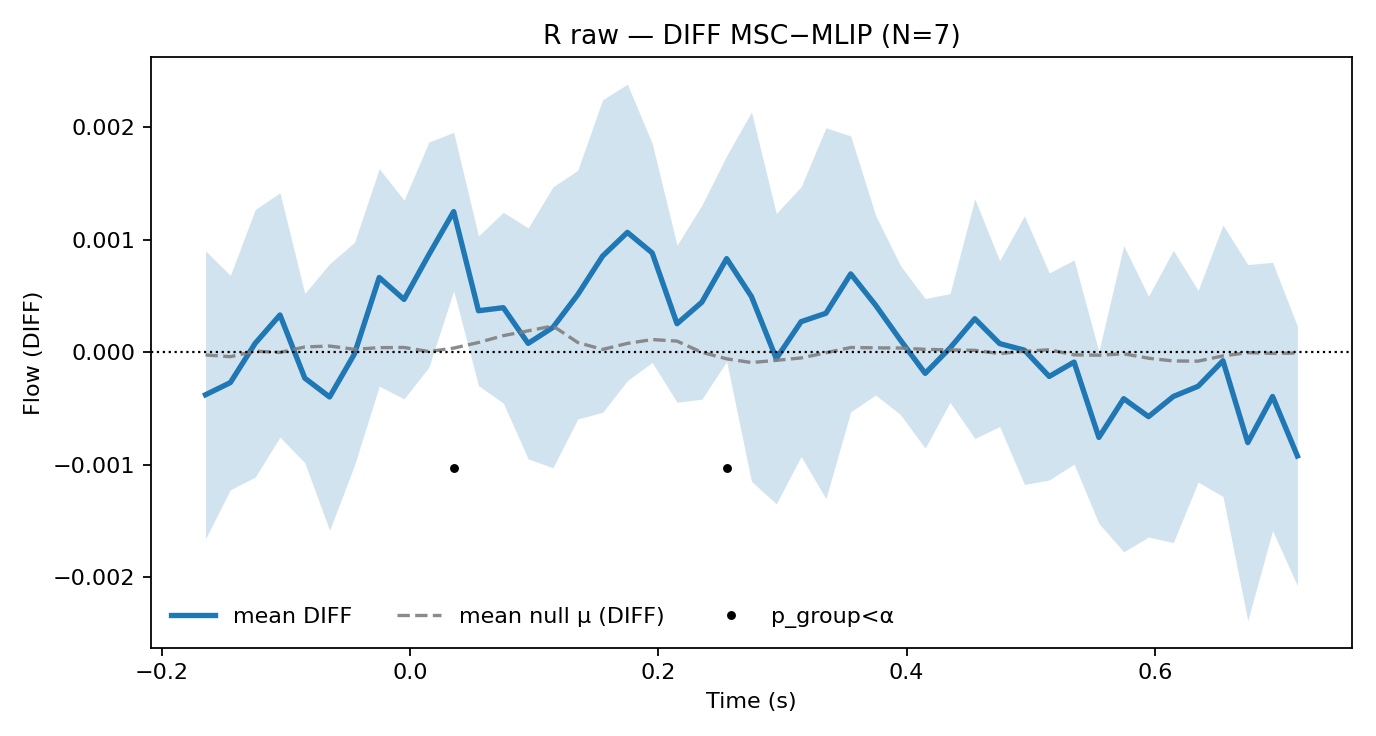 R raw — DIFF MSC−MLIP (N=7)
Flow (DIFF)
0.002
0.001
0.000
−0.001
−0.002
mean DIFF
mean null μ (DIFF)
p_group<α
−0.2
0.0
0.2
0.4
0.6
Time (s)